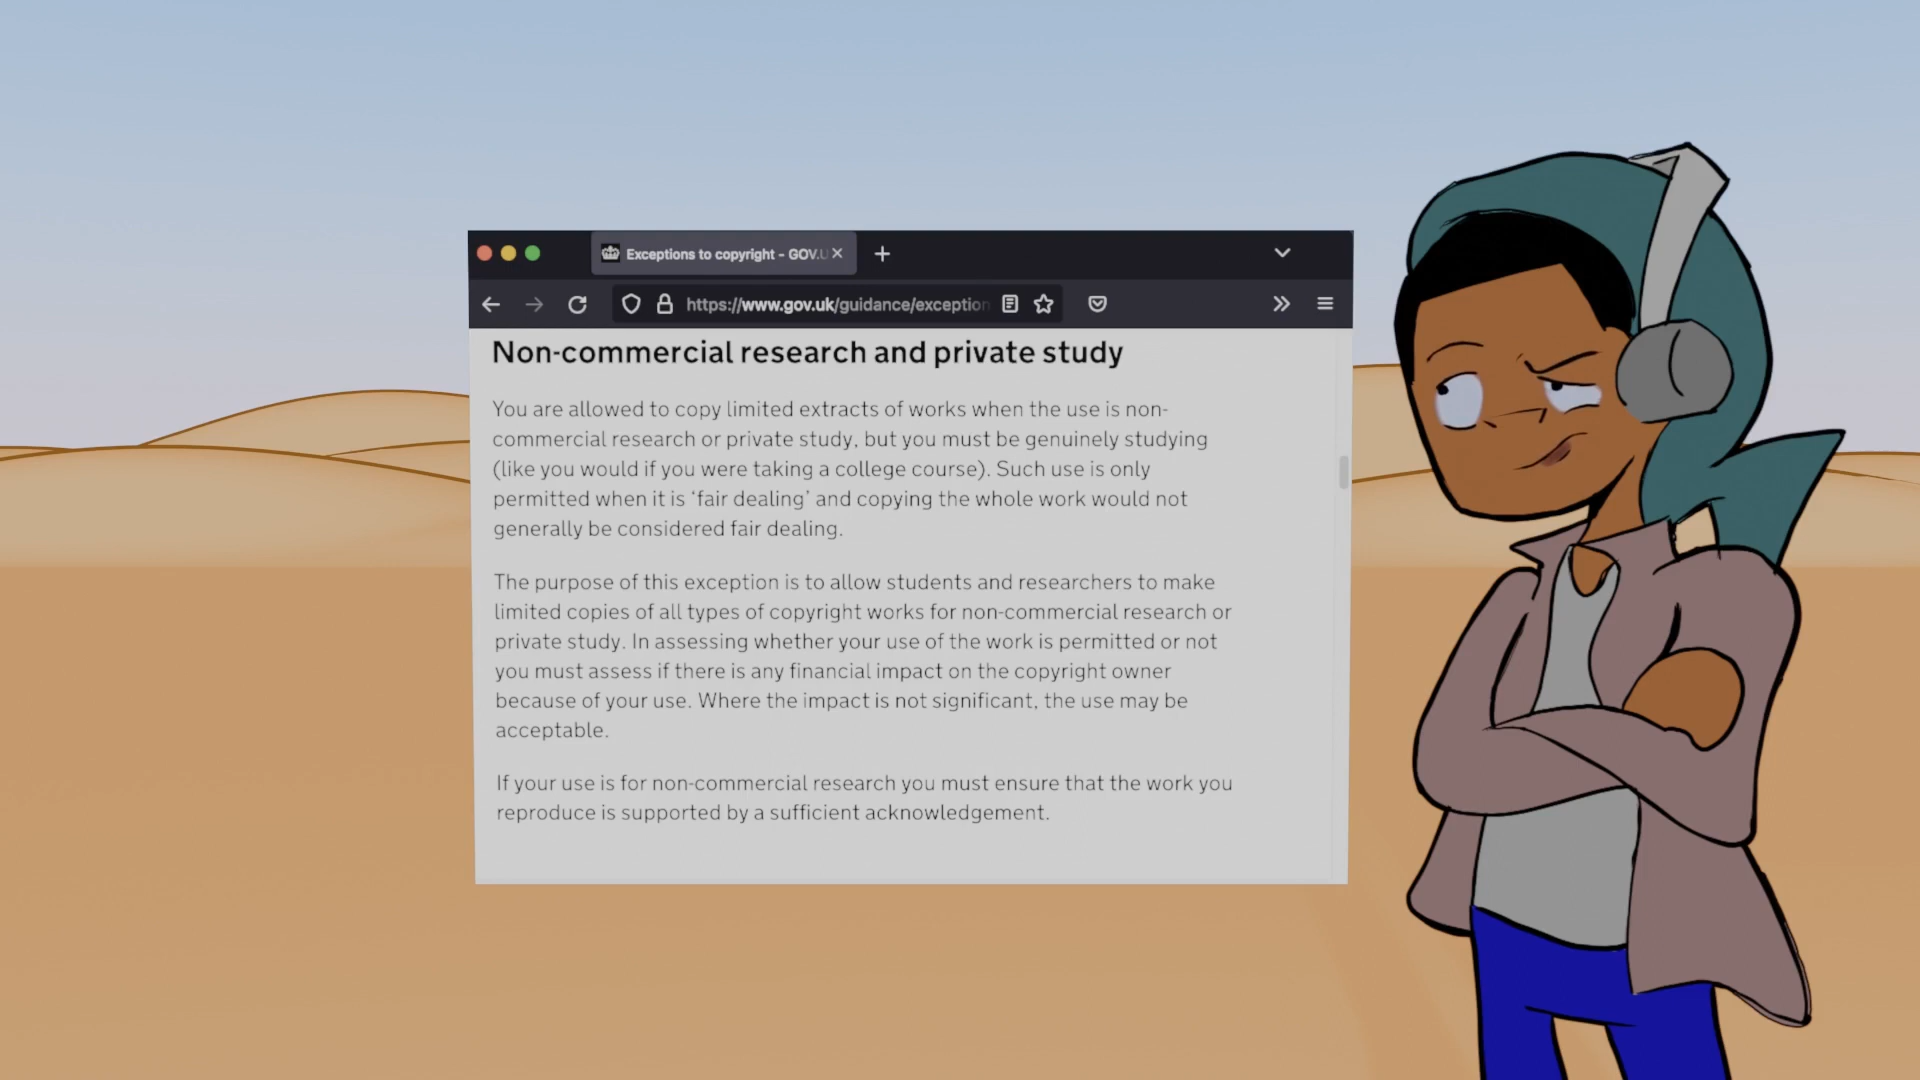 Exceptions to copyright - GOV.U
https://www.gov.uk/guidance/exception
Non-commercial research and private study
You are allowed to copy limited extracts of works when the use is non-
commercial research or private study, but you must be genuinely studying
(like you would if you were taking a college course). Such use is only
permitted when it is ‘fair dealing’ and copying the whole work would not
generally be considered fair dealing.
The purpose of this exception is to allow students and researchers to make
limited copies of all types of copyright works for non-commercial research or
private study. In assessing whether your use of the work is permitted or not
you must assess if there is any financial impact on the copyright owner
because of your use. Where the impact is not significant, the use may be
acceptable.
If your use is for non-commercial research you must ensure that the work you
reproduce is supported by a sufficient acknowledgement.